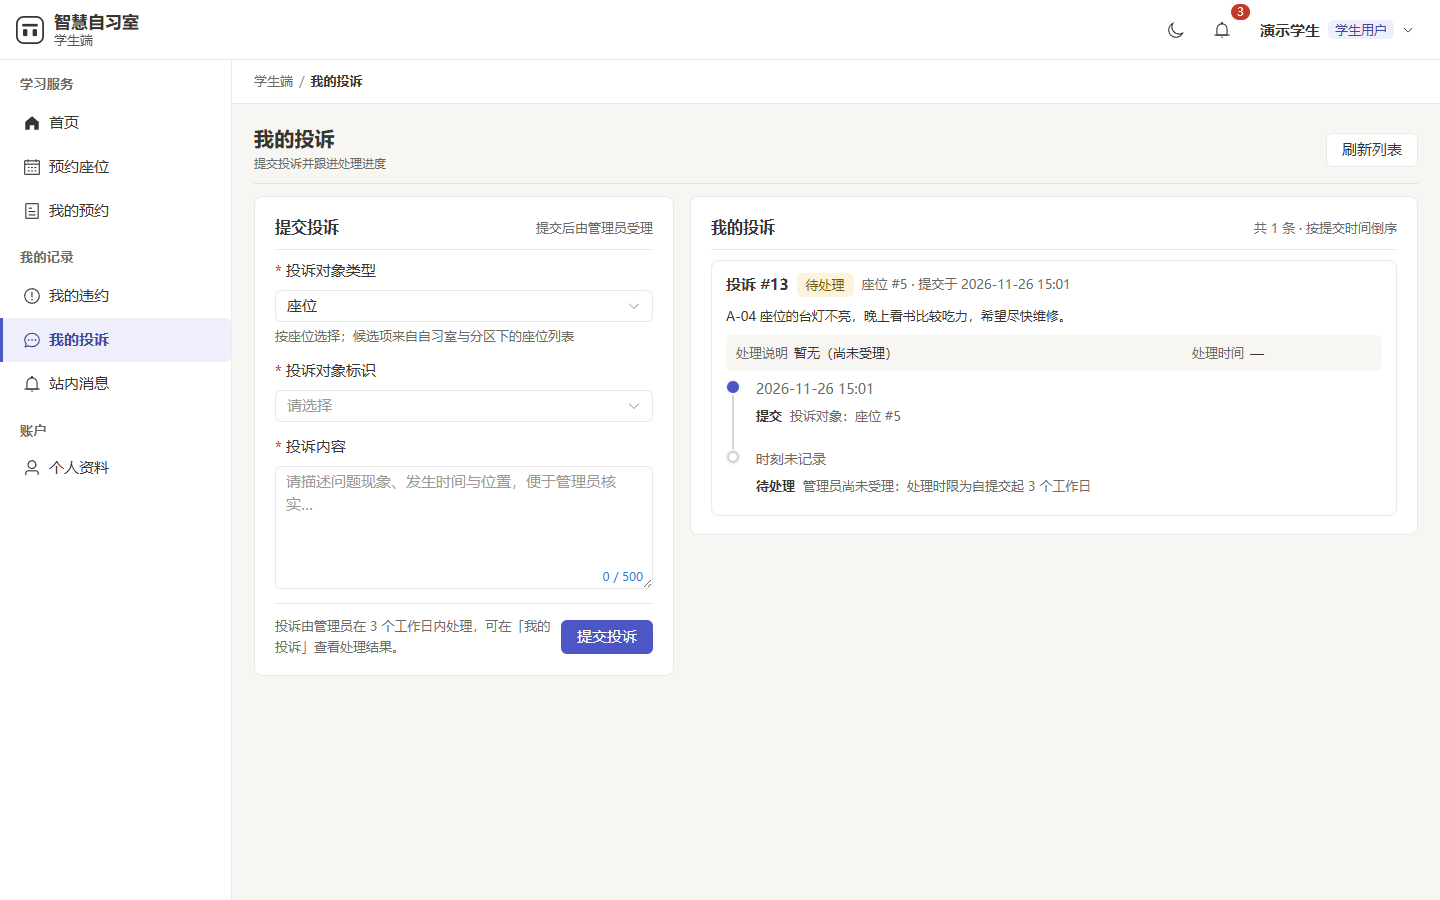 智慧自习室
学生端
3
演示学生 学生用户
学习服务
首页
预约座位
我的预约
我的记录
我的违约
我的投诉
站内消息
账户
个人资料
学生端 / 我的投诉
我的投诉
提交投诉并跟进处理进度
刷新列表
提交投诉 提交后由管理员受理
* 投诉对象类型
座位
按座位选择；候选项来自自习室与分区下的座位列表
* 投诉对象标识
请选择
* 投诉内容
请描述问题现象、发生时间与位置，便于管理员核
实...
0 / 500
投诉由管理员在 3 个工作日内处理，可在「我的
投诉」查看处理结果。
提交投诉
我的投诉 共 1 条 · 按提交时间倒序
投诉 #13 待处理 座位 #5 · 提交于 2026-11-26 15:01
A-04 座位的台灯不亮，晚上看书比较吃力，希望尽快维修。
处理说明 暂无（尚未受理） 处理时间 —
2026-11-26 15:01
提交 投诉对象：座位 #5
时刻未记录
待处理 管理员尚未受理：处理时限为自提交起 3 个工作日